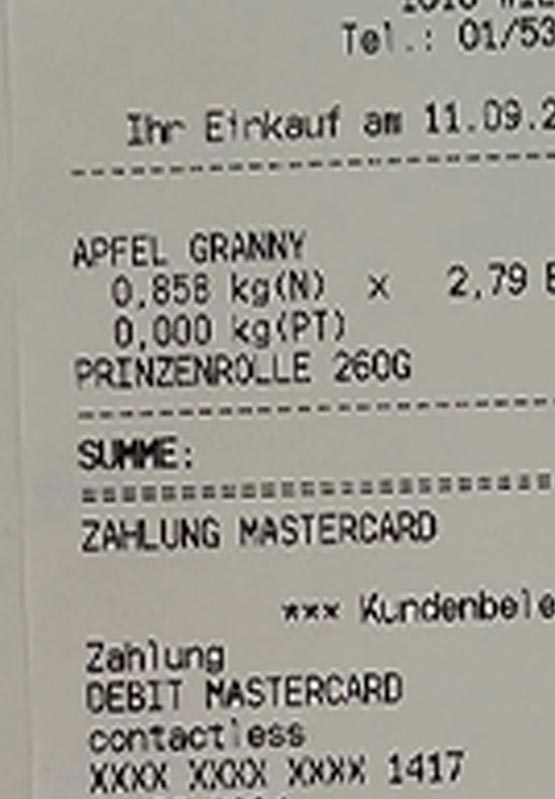 Tel.: 01/53
Ihr Einkauf am 11.09.2
--------------------------
APFEL GRANNY
0,858 kg(N) x 2,79 E
0,000 kg(PT)
PRINZENROLLE 260G
--------------------------
SUMME:
==========================
ZAHLUNG MASTERCARD
*** Kundenbele
Zahlung
DEBIT MASTERCARD
contactless
XXXX XXXX XXXX 1417